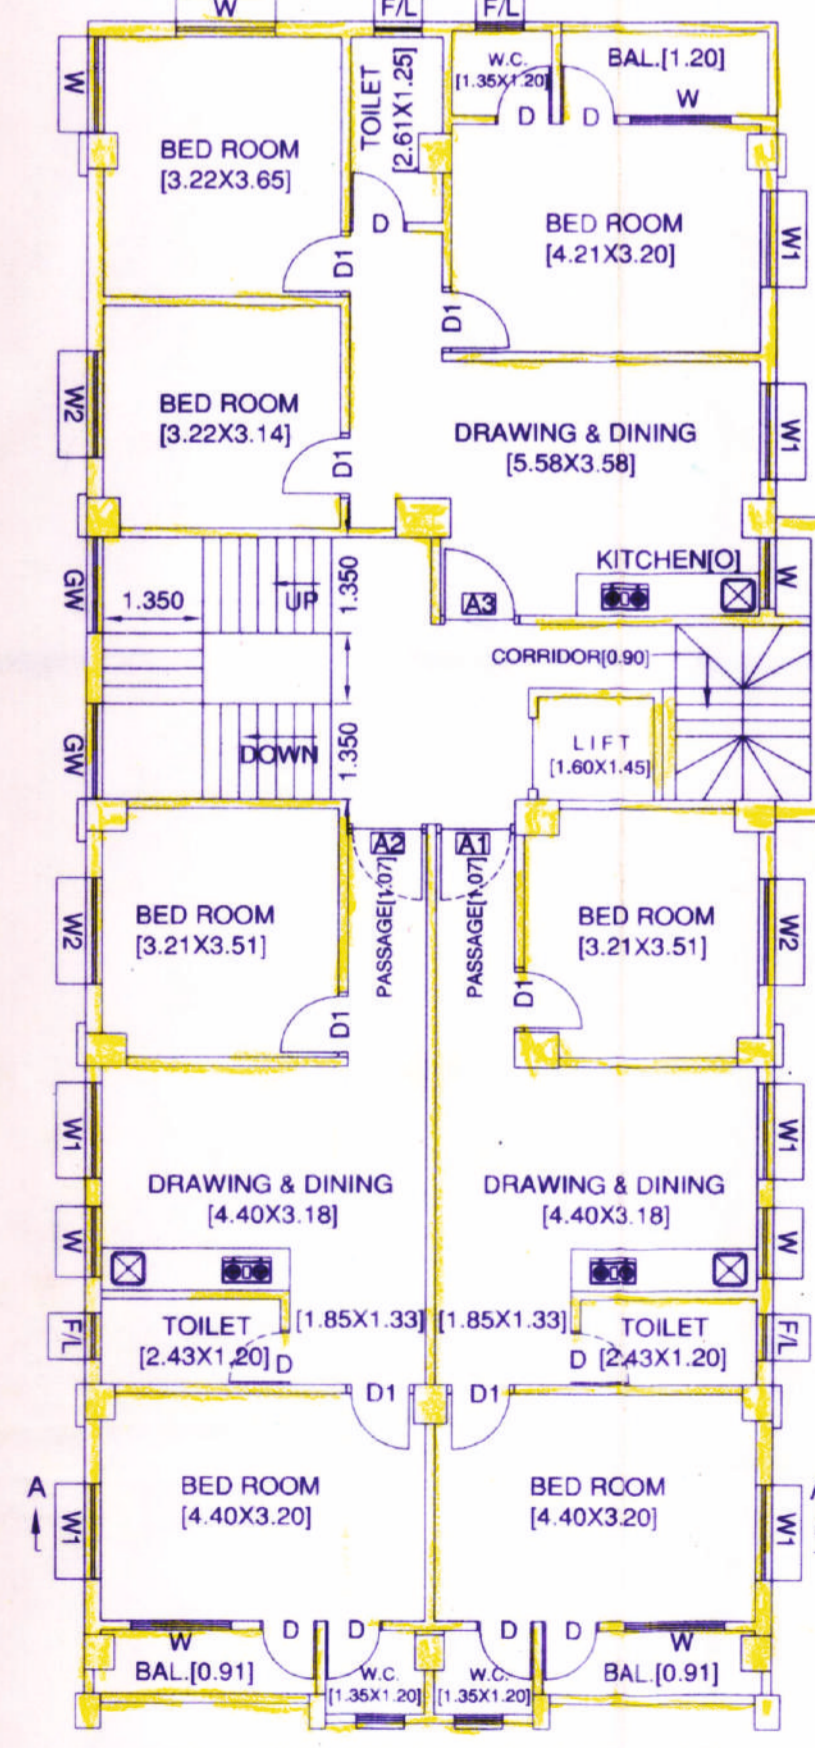 W
F/L
F/L
W
BED ROOM
[3.22X3.65]
TOILET
[2.61X1.25]
W.C.
[1.35X1.20]
BAL.[1.20]
W
D
D
D
D1
BED ROOM
[4.21X3.20]
W1
D1
W2
BED ROOM
[3.22X3.14]
D1
DRAWING & DINING
[5.58X3.58]
W1
KITCHEN[O]
W
GW
1.350
UP
1.350
A3
CORRIDOR[0.90]
GW
DOWN
1.350
LIFT
[1.60X1.45]
A2
A1
PASSAGE[1.07]
PASSAGE[1.07]
W2
BED ROOM
[3.21X3.51]
D1
BED ROOM
[3.21X3.51]
D1
W2
W1
W1
DRAWING & DINING
[4.40X3.18]
DRAWING & DINING
[4.40X3.18]
W
W
F/L
TOILET
[2.43X1.20]
D
[1.85X1.33]
[1.85X1.33]
TOILET
D
[2.43X1.20]
F/L
D1
D1
A
W1
BED ROOM
[4.40X3.20]
BED ROOM
[4.40X3.20]
W1
W
BAL.[0.91]
D
D
W.C.
[1.35X1.20]
D
D
W.C.
[1.35X1.20]
W
BAL.[0.91]